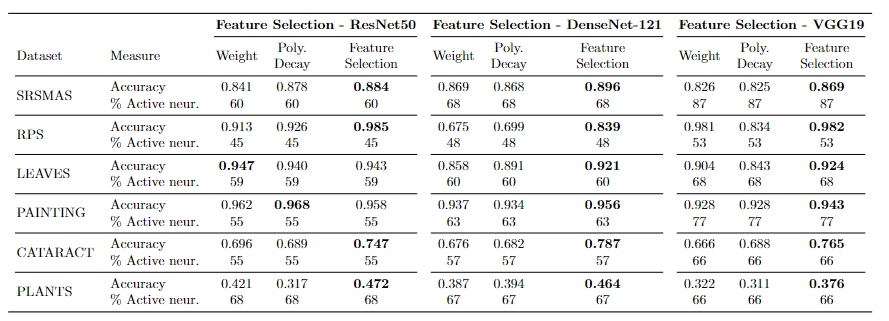 Feature Selection - ResNet50 Feature Selection - DenseNet-121 Feature Selection - VGG19
Dataset Measure Weight Poly. Decay Feature Selection Weight Poly. Decay Feature Selection Weight Poly. Decay Feature Selection
SRSMAS Accuracy 0.841 0.878 0.884 0.869 0.868 0.896 0.826 0.825 0.869
% Active neur. 60 60 60 68 68 68 87 87 87
RPS Accuracy 0.913 0.926 0.985 0.675 0.699 0.839 0.981 0.834 0.982
% Active neur. 45 45 45 48 48 48 53 53 53
LEAVES Accuracy 0.947 0.940 0.943 0.858 0.891 0.921 0.904 0.843 0.924
% Active neur. 59 59 59 60 60 60 68 68 68
PAINTING Accuracy 0.962 0.968 0.958 0.937 0.934 0.956 0.928 0.928 0.943
% Active neur. 55 55 55 63 63 63 77 77 77
CATARACT Accuracy 0.696 0.689 0.747 0.676 0.682 0.787 0.666 0.688 0.765
% Active neur. 55 55 55 57 57 57 66 66 66
PLANTS Accuracy 0.421 0.317 0.472 0.387 0.394 0.464 0.322 0.311 0.376
% Active neur. 68 68 68 67 67 67 66 66 66